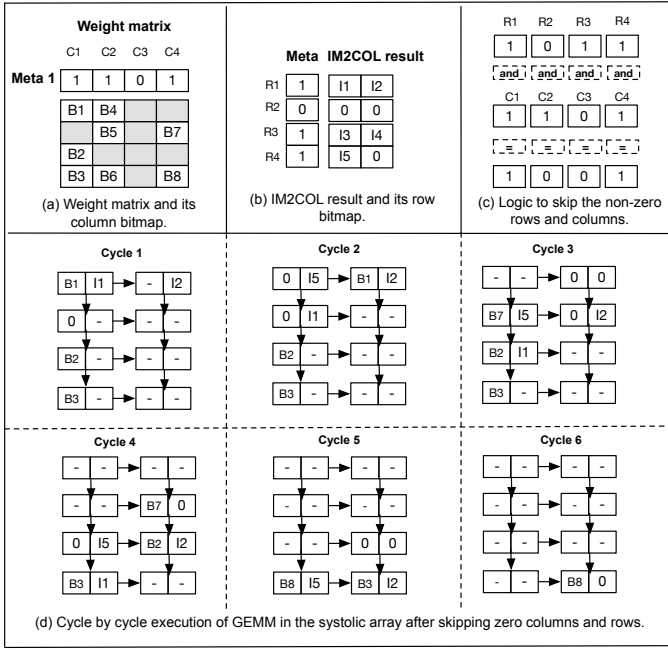 Weight matrix
C1 C2 C3 C4
Meta 1 1 1 0 1
B1 B4
B5 B7
B2
B3 B6 B8
(a) Weight matrix and its
column bitmap.
Meta IM2COL result
R1 1 I1 I2
R2 0 0 0
R3 1 I3 I4
R4 1 I5 0
(b) IM2COL result and its row
bitmap.
R1 R2 R3 R4
1 0 1 1
and and and and
C1 C2 C3 C4
1 1 0 1
= = = =
1 0 0 1
(c) Logic to skip the non-zero
rows and columns.
Cycle 1
B1 I1 - I2
0 - - -
B2 - - -
B3 - - -
Cycle 2
0 I5 B1 I2
0 I1 - -
B2 - - -
B3 - - -
Cycle 3
- - 0 0
B7 I5 0 I2
B2 I1 - -
B3 - - -
Cycle 4
- - - -
- - B7 0
0 I5 B2 I2
B3 I1 - -
Cycle 5
- - - -
- - - -
- - 0 0
B8 I5 B3 I2
Cycle 6
- - - -
- - - -
- - - -
- - B8 0
(d) Cycle by cycle execution of GEMM in the systolic array after skipping zero columns and rows.